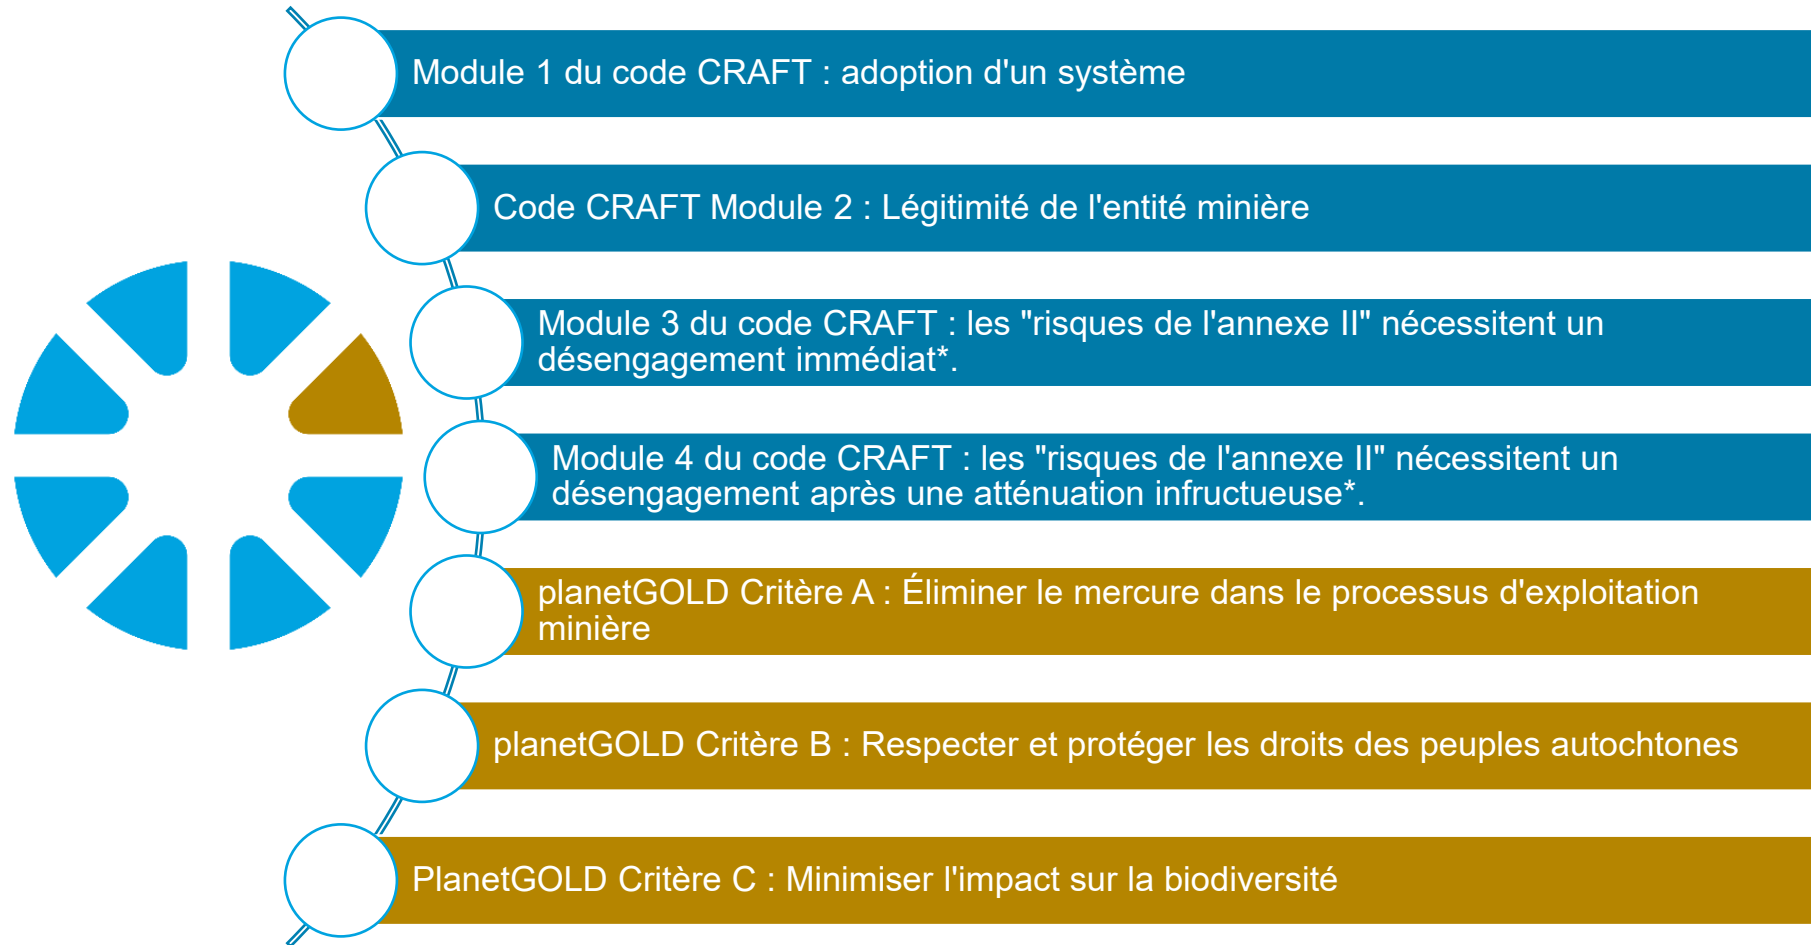 Module 1 du code CRAFT : adoption d'un système
Code CRAFT Module 2 : Légitimité de l'entité minière
Module 3 du code CRAFT : les "risques de l'annexe II" nécessitent un
désengagement immédiat*.
Module 4 du code CRAFT : les "risques de l'annexe II" nécessitent un
désengagement après une atténuation infructueuse*.
planetGOLD Critère A : Éliminer le mercure dans le processus d'exploitation
minière
planetGOLD Critère B : Respecter et protéger les droits des peuples autochtones
PlanetGOLD Critère C : Minimiser l'impact sur la biodiversité